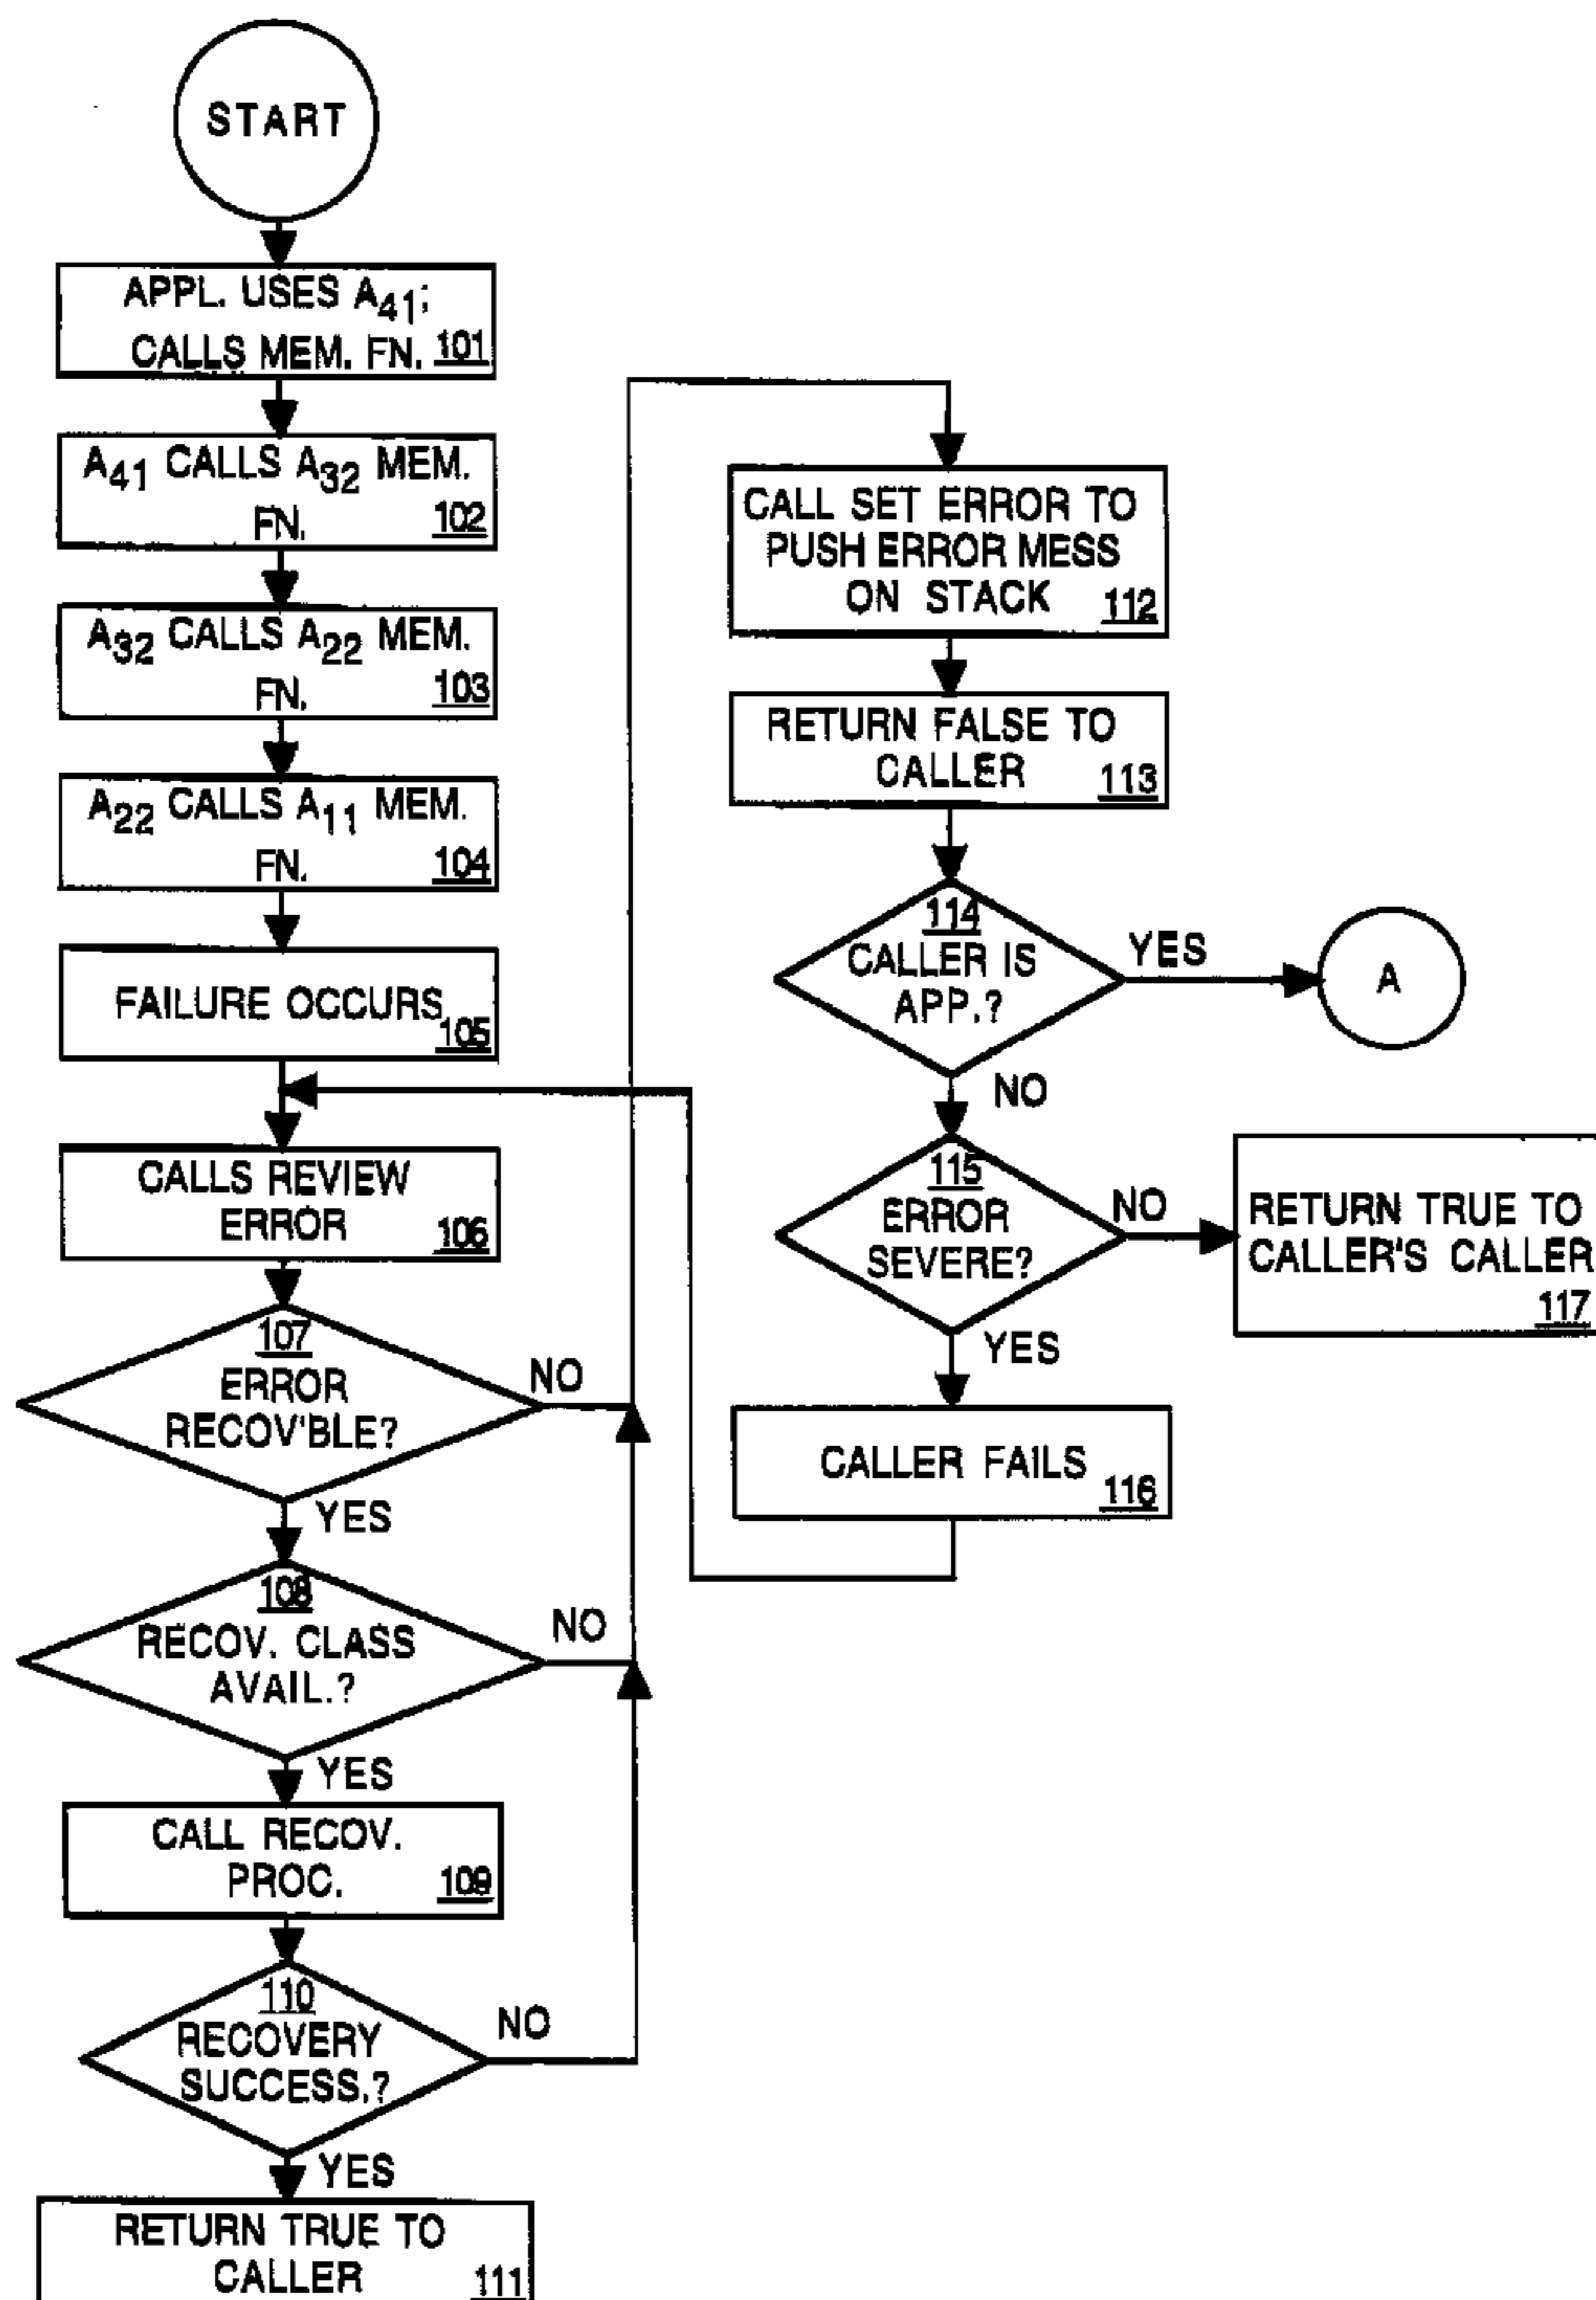 START
APPL. USES A41;
CALLS MEM. FN. 101
A41 CALLS A32 MEM.
FN. 102
A32 CALLS A22 MEM.
FN. 103
A22 CALLS A11 MEM.
FN. 104
FAILURE OCCURS 105
CALLS REVIEW
ERROR 106
107
ERROR
RECOV'BLE?
NO
YES
108
RECOV. CLASS
AVAIL.?
NO
YES
CALL RECOV.
PROC. 109
110
RECOVERY
SUCCESS.?
NO
YES
RETURN TRUE TO
CALLER 111
CALL SET ERROR TO
PUSH ERROR MESS
ON STACK 112
RETURN FALSE TO
CALLER 113
114
CALLER IS
APP.?
YES
A
NO
115
ERROR
SEVERE?
NO
RETURN TRUE TO
CALLER'S CALLER
117
YES
CALLER FAILS
116